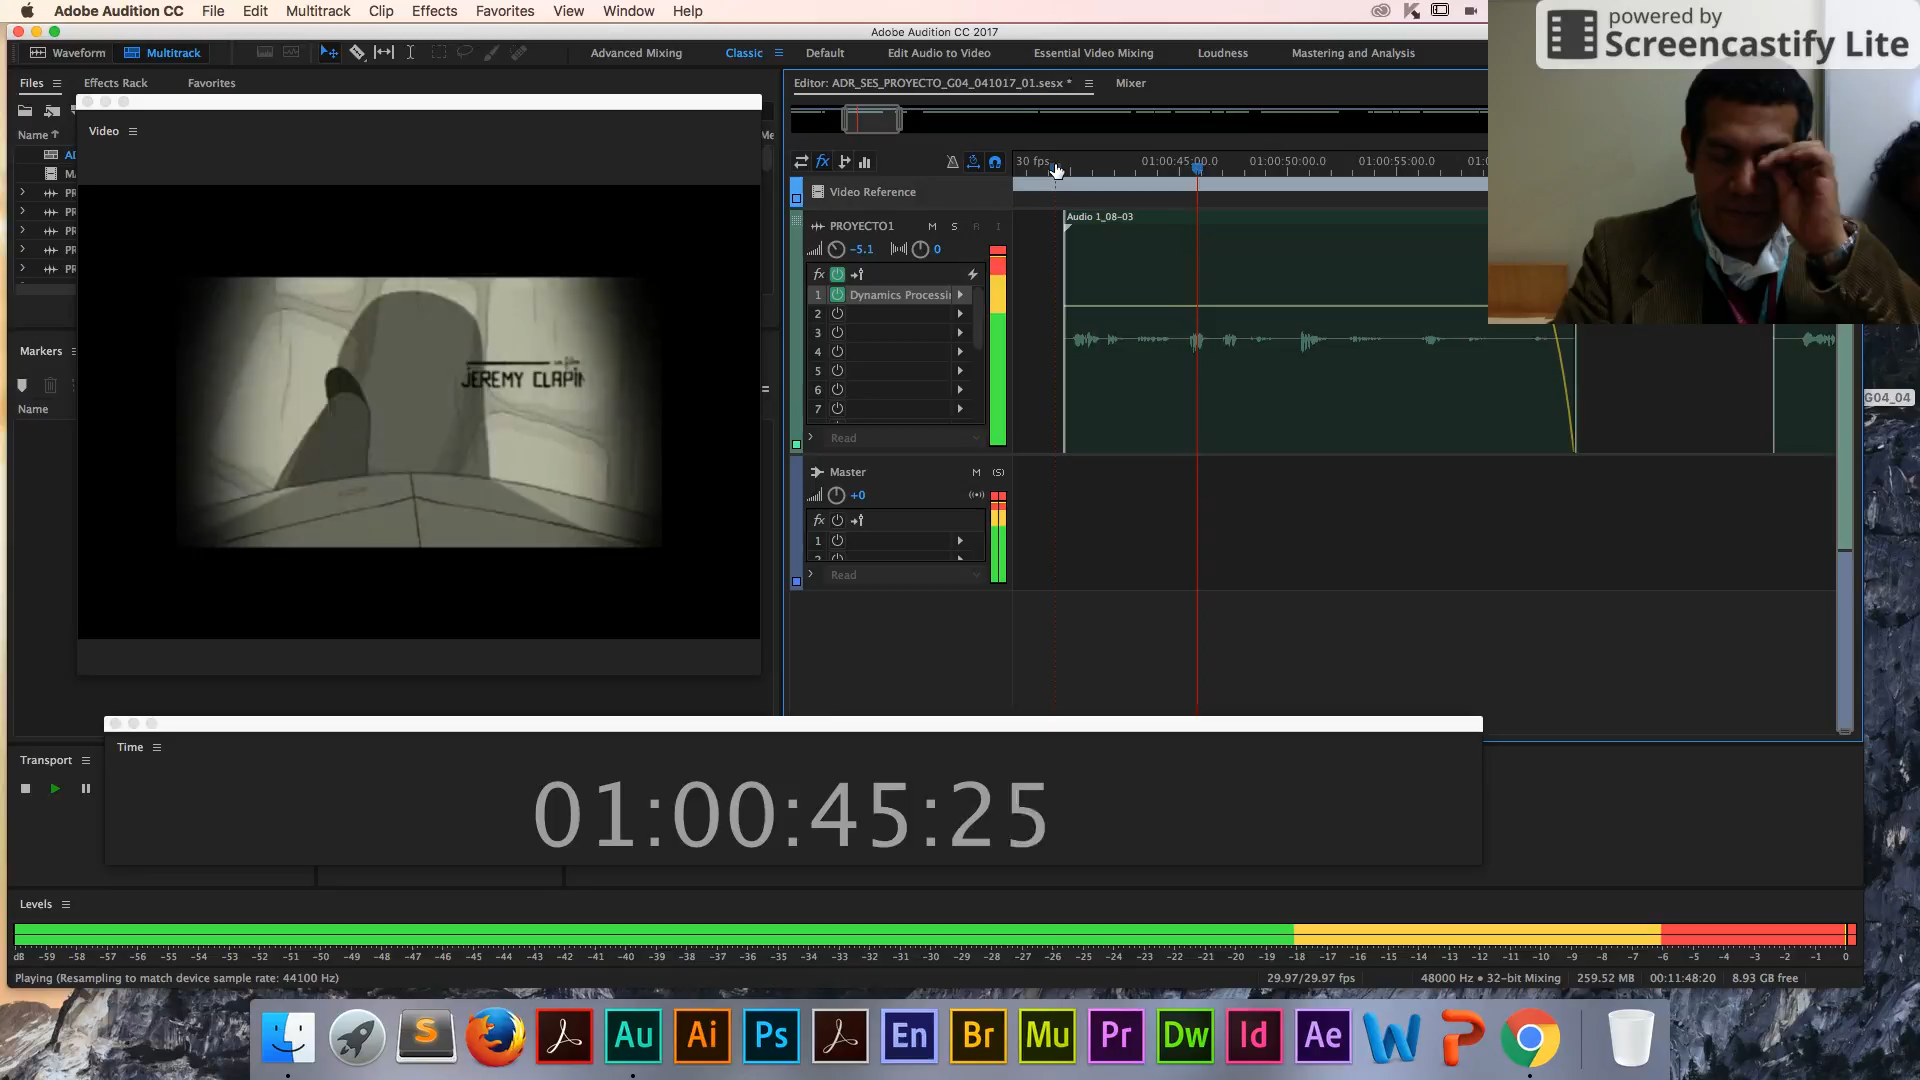 Adobe Audition CC File Edit Multitrack Clip Effects Favorites View Window Help
powered by
Screencastify Lite
Adobe Audition CC 2017
Waveform Multitrack Advanced Mixing Classic Default Edit Audio to Video Essential Video Mixing Loudness Mastering and Analysis
Files Effects Rack Favorites
Editor: ADR_SES_PROYECTO_G04_041017_01.sesx * Mixer
Video
Name
30 fps 01:00:45:00.0 01:00:50:00.0 01:00:55:00.0
Video Reference
Audio 1_08-03
PROYECTO1 M S R I
-5.1 0
fx
1 Dynamics Processin
2
3
4
5
6
7
Read
JEREMY CLAPIN
Markers
Name
G04_04
Master M (S)
+0
fx
1
Read
Time
Transport
01:00:45:25
Levels
dB -59 -58 -57 -56 -55 -54 -53 -52 -51 -50 -49 -48 -47 -46 -45 -44 -43 -42 -41 -40 -39 -38 -37 -36 -35 -34 -33 -32 -31 -30 -29 -28 -27 -26 -25 -24 -23 -22 -21 -20 -19 -18 -17 -16 -15 -14 -13 -12 -11 -10 -9 -8 -7 -6 -5 -4 -3 -2 -1 0
Playing (Resampling to match device sample rate: 44100 Hz) 29.97/29.97 fps 48000 Hz • 32-bit Mixing 259.52 MB 00:11:48:20 8.93 GB free
S Au Ai Ps En Br Mu Pr Dw Id Ae W P